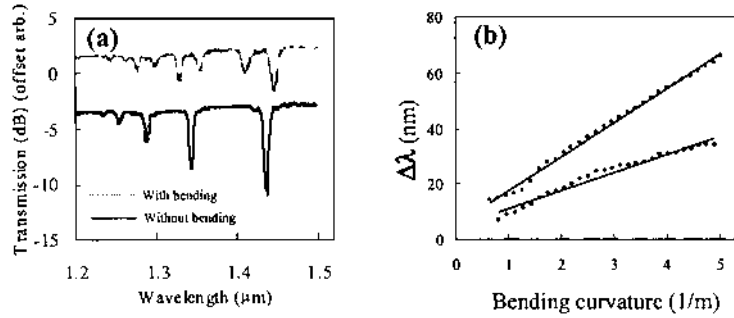 (a)
Transmission (dB) (offset arb.)
5
0
-5
-10
-15
With bending
Without bending
1.2
1.3
1.4
1.5
Wavelength (μm)
(b)
Δλ (nm)
80
60
40
20
0
0
1
2
3
4
5
Bending curvature (1/m)